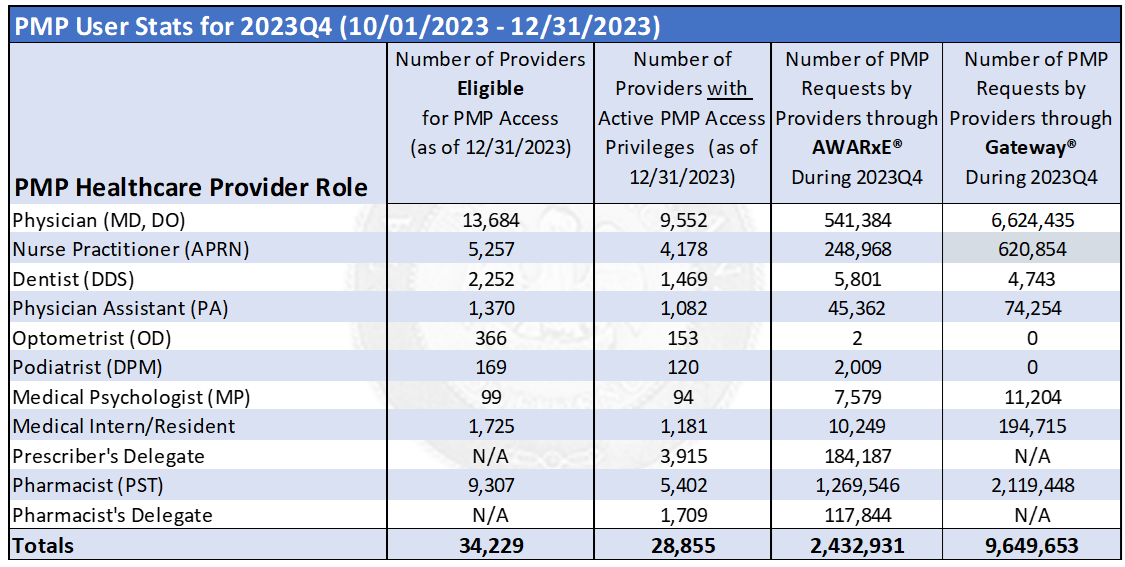 PMP User Stats for 2023Q4 (10/01/2023 - 12/31/2023)
PMP Healthcare Provider Role
Number of Providers
Eligible
for PMP Access
(as of 12/31/2023)
Number of
Providers with
Active PMP Access
Privileges (as of
12/31/2023)
Number of PMP
Requests by
Providers through
AWARxE®
During 2023Q4
Number of PMP
Requests by
Providers through
Gateway®
During 2023Q4
Physician (MD, DO) 13,684 9,552 541,384 6,624,435
Nurse Practitioner (APRN) 5,257 4,178 248,968 620,854
Dentist (DDS) 2,252 1,469 5,801 4,743
Physician Assistant (PA) 1,370 1,082 45,362 74,254
Optometrist (OD) 366 153 2 0
Podiatrist (DPM) 169 120 2,009 0
Medical Psychologist (MP) 99 94 7,579 11,204
Medical Intern/Resident 1,725 1,181 10,249 194,715
Prescriber's Delegate N/A 3,915 184,187 N/A
Pharmacist (PST) 9,307 5,402 1,269,546 2,119,448
Pharmacist's Delegate N/A 1,709 117,844 N/A
Totals 34,229 28,855 2,432,931 9,649,653